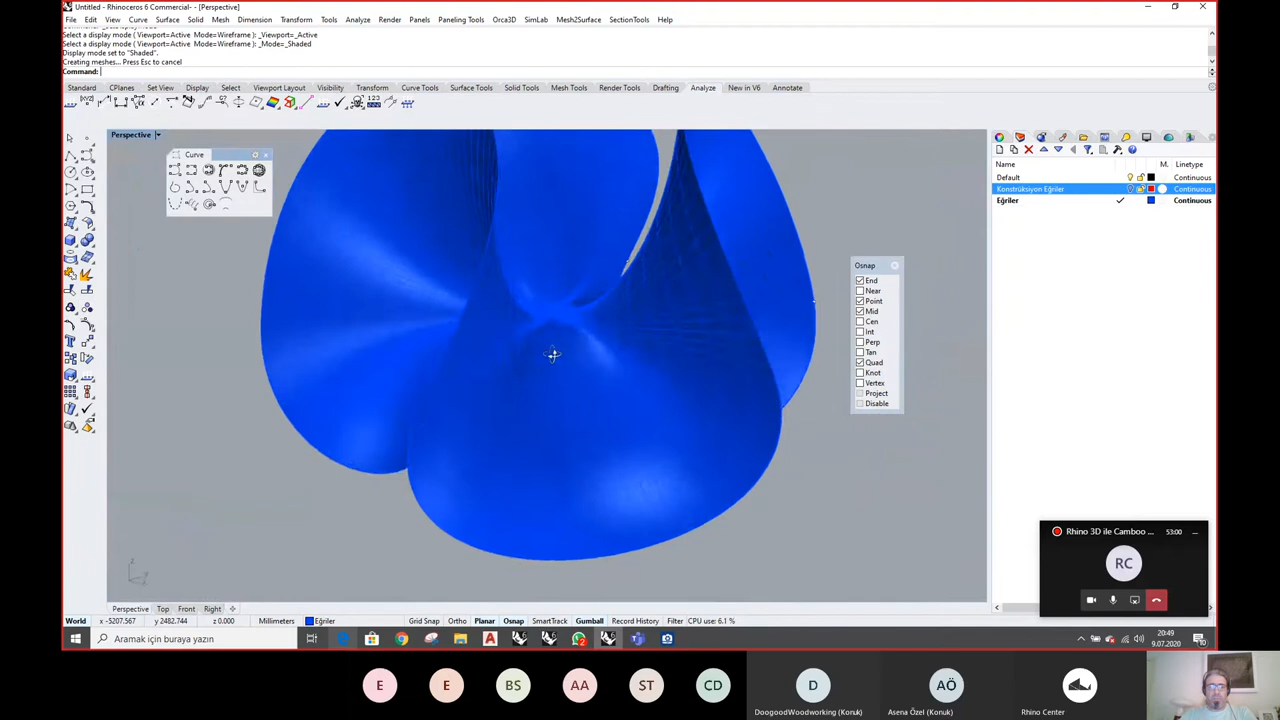 Untitled - Rhinoceros 6 Commercial- - [Perspective]
File Edit View Curve Surface Solid Mesh Dimension Transform Tools Analyze Render Panels Paneling Tools Orca3D SimLab Mesh2Surface SectionTools Help
Select a display mode ( Viewport=Active Mode=Wireframe ): _Viewport=_Active
Select a display mode ( Viewport=Active Mode=Wireframe ): _Mode=_Shaded
Display mode set to "Shaded".
Creating meshes... Press Esc to cancel
Command:
Standard CPlanes Set View Display Select Viewport Layout Visibility Transform Curve Tools Surface Tools Solid Tools Mesh Tools Render Tools Drafting Analyze New in V6 Annotate
Perspective
Curve
Name M. Linetype
Default Continuous
Konstrüksiyon Eğriler Continuous
Eğriler Continuous
Osnap
End
Near
Point
Mid
Cen
Int
Perp
Tan
Quad
Knot
Vertex
Project
Disable
Rhino 3D ile Camboo ... 53:00
RC
Perspective Top Front Right
World x -5207.567 y 2482.744 z 0.000 Millimeters Eğriler Grid Snap Ortho Planar Osnap SmartTrack Gumball Record History Filter CPU use: 6.1 %
Aramak için buraya yazın
20:49
9.07.2020
E E BS AA ST CD D AÖ
DoogoodWoodworking (Konuk) Asena Özel (Konuk) Rhino Center